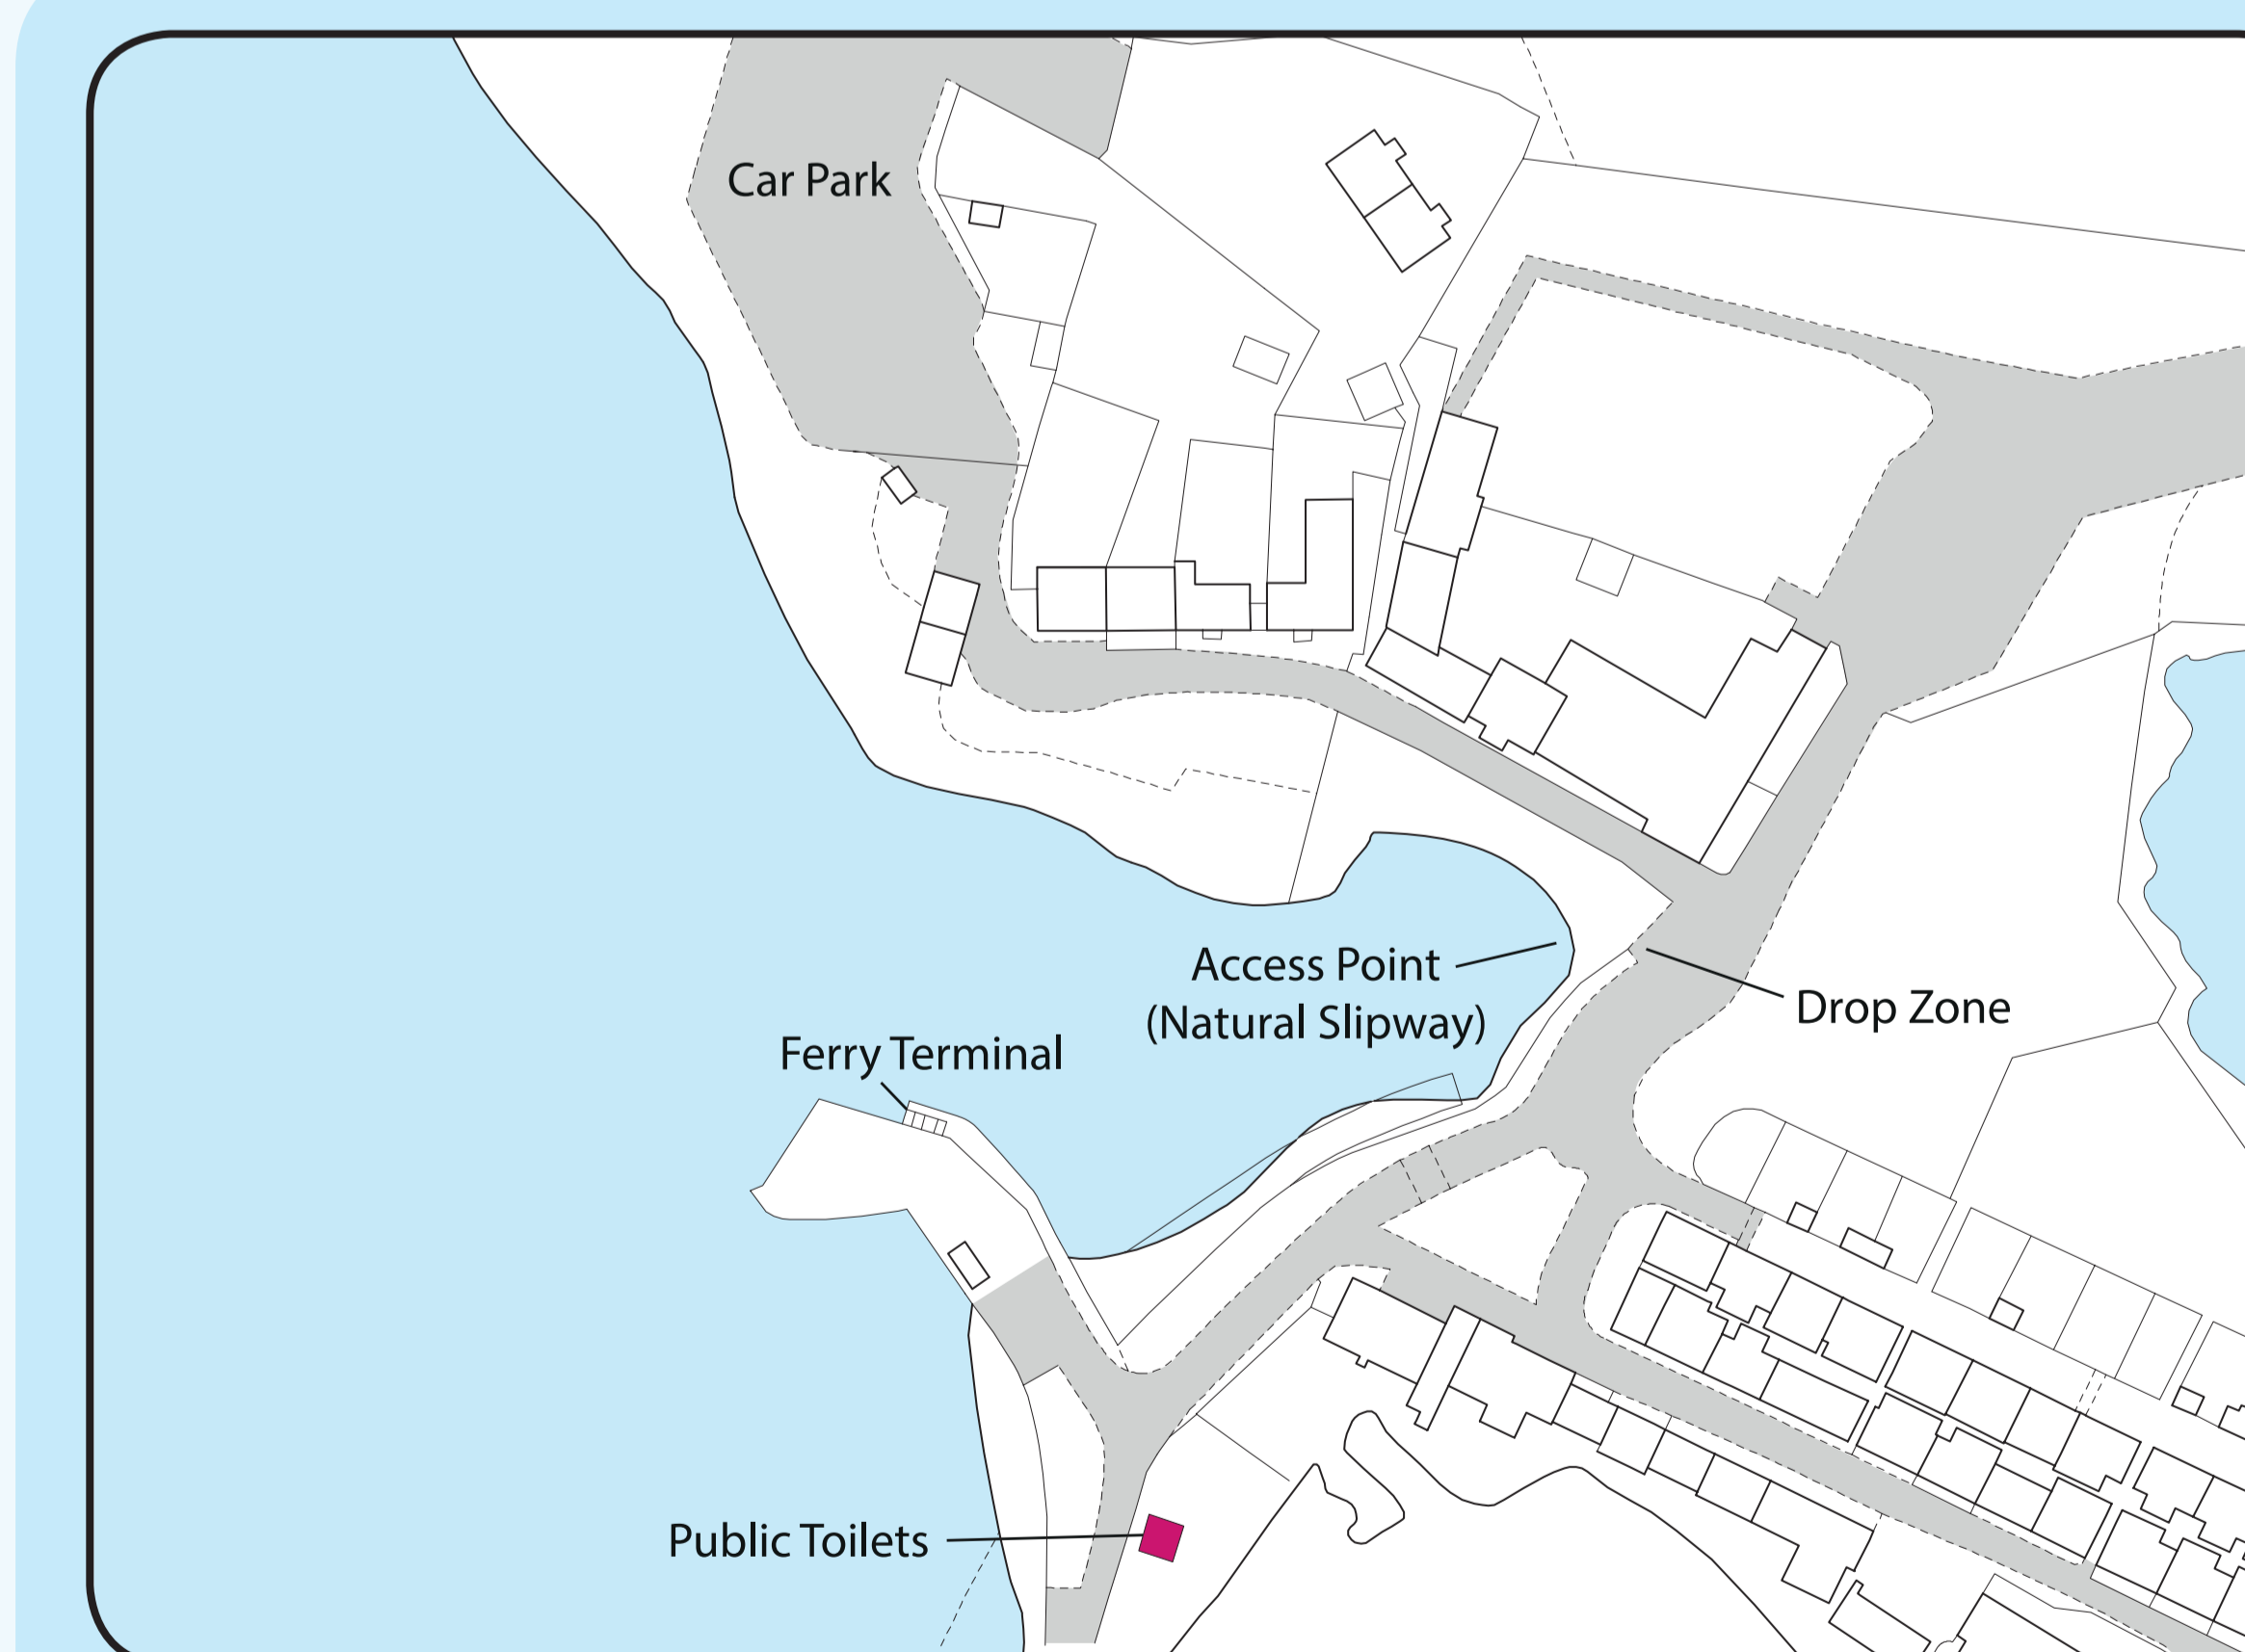 Car Park
Access Point
(Natural Slipway)
Drop Zone
Ferry Terminal
Public Toilets